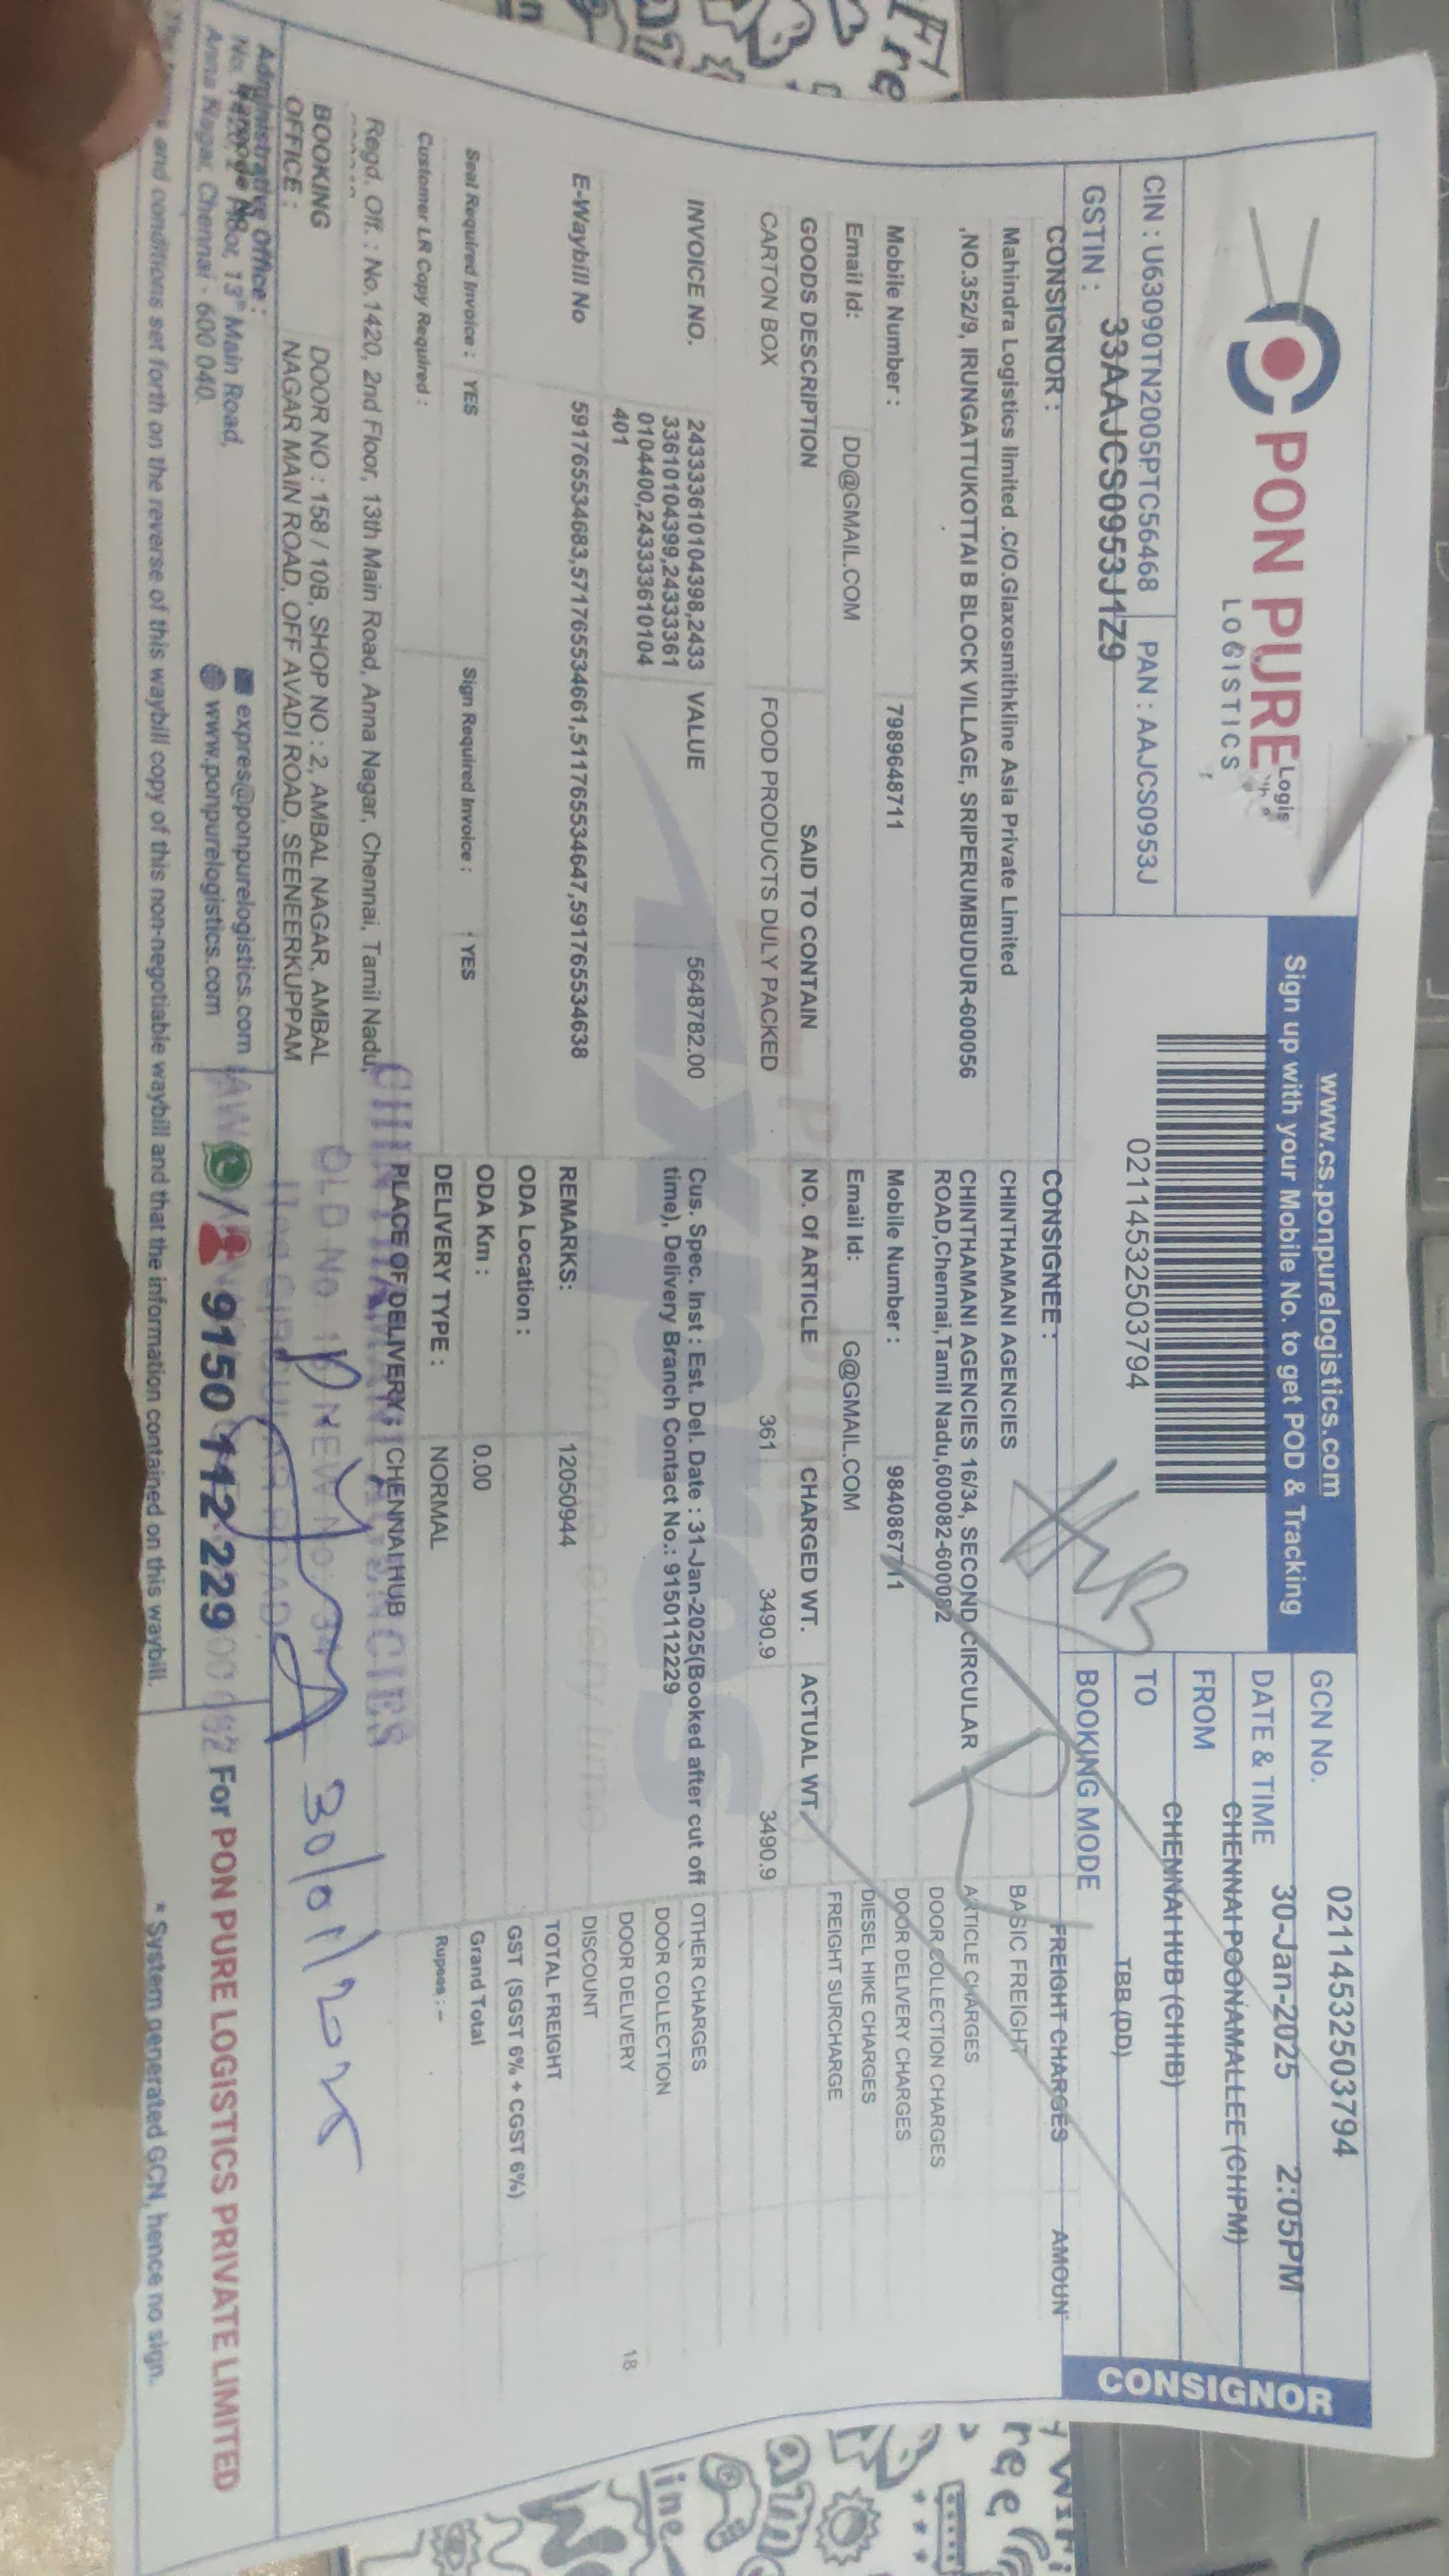 PON PURE
LOGISTICS
Logis
CIN : U63090TN2005PTC56468 PAN : AAJCS0953J
GSTIN : 33AAJCS0953J1Z9
www.cs.ponpurelogistics.com
Sign up with your Mobile No. to get POD & Tracking
02114532503794
GCN No. 02114532503794
DATE & TIME 30-Jan-2025 2:05PM
FROM CHENNAI POONAMALLEE (CHPM)
TO CHENNAI HUB (CHHB)
BOOKING MODE TBB (DD)
CONSIGNOR
CONSIGNOR :
Mahindra Logistics limited .C/O.Glaxosmithkline Asia Private Limited
,NO.352/9, IRUNGATTUKOTTAI B BLOCK VILLAGE, SRIPERUMBUDUR-600056
Mobile Number : 7989648711
Email Id: DD@GMAIL.COM
CONSIGNEE :
CHINTHAMANI AGENCIES
CHINTHAMANI AGENCIES 16/34, SECOND CIRCULAR
ROAD,Chennai,Tamil Nadu,600082-600082
Mobile Number :
Email Id: G@GMAIL.COM
FREIGHT CHARGES AMOUN
BASIC FREIGHT
ARTICLE CHARGES
DOOR COLLECTION CHARGES
DOOR DELIVERY CHARGES
DIESEL HIKE CHARGES
FREIGHT SURCHARGE
GOODS DESCRIPTION SAID TO CONTAIN NO. Of ARTICLE CHARGED WT. ACTUAL WT.
CARTON BOX FOOD PRODUCTS DULY PACKED 361 3490.9 3490.9
INVOICE NO. 24333361010104398,2433
33610104399,24333361
0104400,243333610104
401
VALUE 5648782.00
Cus. Spec. Inst : Est. Del. Date : 31-Jan-2025(Booked after cut off
time), Delivery Branch Contact No.: 9150112229
OTHER CHARGES
DOOR COLLECTION
DOOR DELIVERY
18
DISCOUNT
TOTAL FREIGHT
GST (SGST 6% + CGST 6%)
Grand Total
Rupees : -
E-Waybill No 591765534683,571765534661,511765534647,591765534638
REMARKS: 12050944
ODA Location :
ODA Km : 0.00
DELIVERY TYPE : NORMAL
PLACE OF DELIVERY : CHENNAI HUB
Seal Required Invoice : YES Sign Required Invoice : YES
Customer LR Copy Required :
Regd. Off. : No.1420, 2nd Floor, 13th Main Road, Anna Nagar, Chennai, Tamil Nadu,
BOOKING
OFFICE :
DOOR NO : 158 / 10B, SHOP NO : 2, AMBAL NAGAR, AMBAL
NAGAR MAIN ROAD, OFF AVADI ROAD, SEENEERKUPPAM
CHINTHAMANI AGENCIES
30/01/2025
Administrative Office :
13th Main Road,
Anna Nagar, Chennai - 600 040.
expres@ponpurelogistics.com
www.ponpurelogistics.com
9150 112 229
For PON PURE LOGISTICS PRIVATE LIMITED
and conditions set forth on the reverse of this waybill copy of this non-negotiable waybill and that the information contained on this waybill.
* System generated GCN, hence no sign.